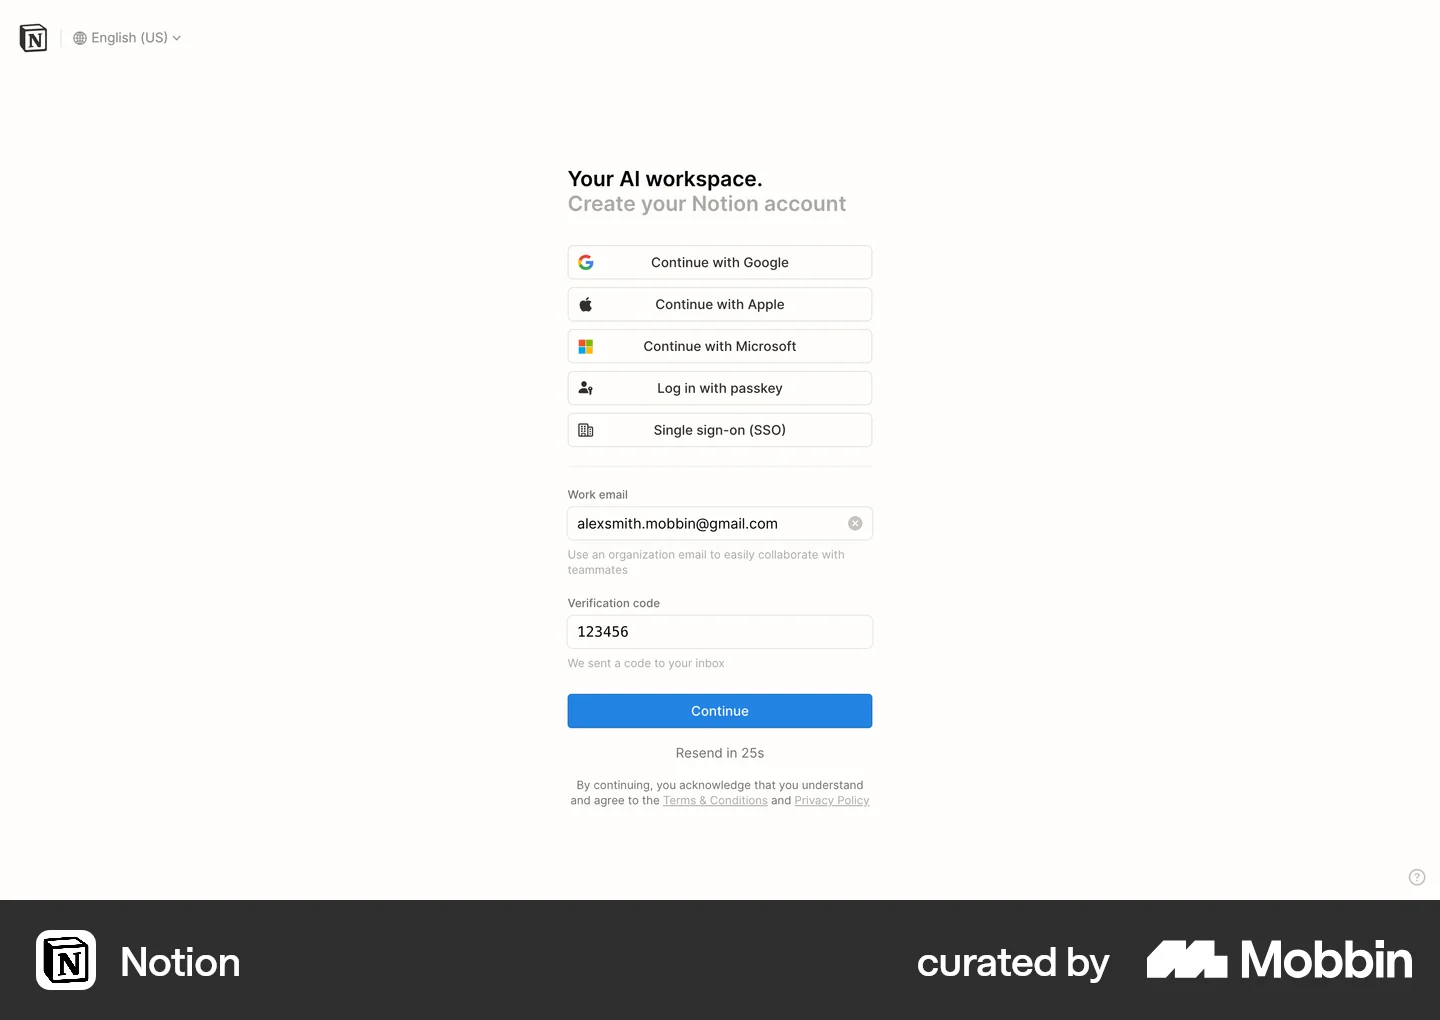 English (US)
Your AI workspace.
Create your Notion account
Continue with Google
Continue with Apple
Continue with Microsoft
Log in with passkey
Single sign-on (SSO)
Work email
alexsmith.mobbin@gmail.com
Use an organization email to easily collaborate with
teammates
Verification code
123456
We sent a code to your inbox
Continue
Resend in 25s
By continuing, you acknowledge that you understand
and agree to the Terms & Conditions and Privacy Policy
?
N Notion
curated by Mobbin